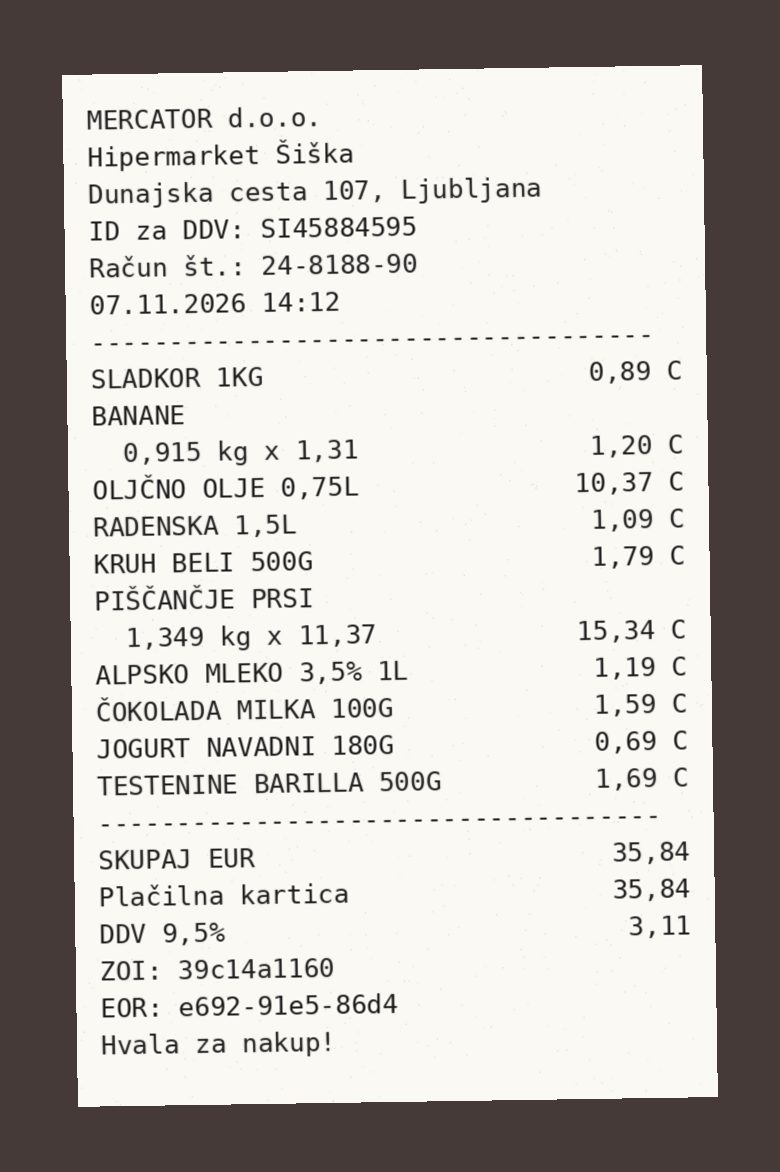 MERCATOR d.o.o.
Hipermarket Šiška
Dunajska cesta 107, Ljubljana
ID za DDV: SI45884595
Račun št.: 24-8188-90
07.11.2026 14:12
------------------------------------
SLADKOR 1KG 0,89 C
BANANE
0,915 kg x 1,31 1,20 C
OLJČNO OLJE 0,75L 10,37 C
RADENSKA 1,5L 1,09 C
KRUH BELI 500G 1,79 C
PIŠČANČJE PRSI
1,349 kg x 11,37 15,34 C
ALPSKO MLEKO 3,5% 1L 1,19 C
ČOKOLADA MILKA 100G 1,59 C
JOGURT NAVADNI 180G 0,69 C
TESTENINE BARILLA 500G 1,69 C
------------------------------------
SKUPAJ EUR 35,84
Plačilna kartica 35,84
DDV 9,5% 3,11
ZOI: 39c14a1160
EOR: e692-91e5-86d4
Hvala za nakup!